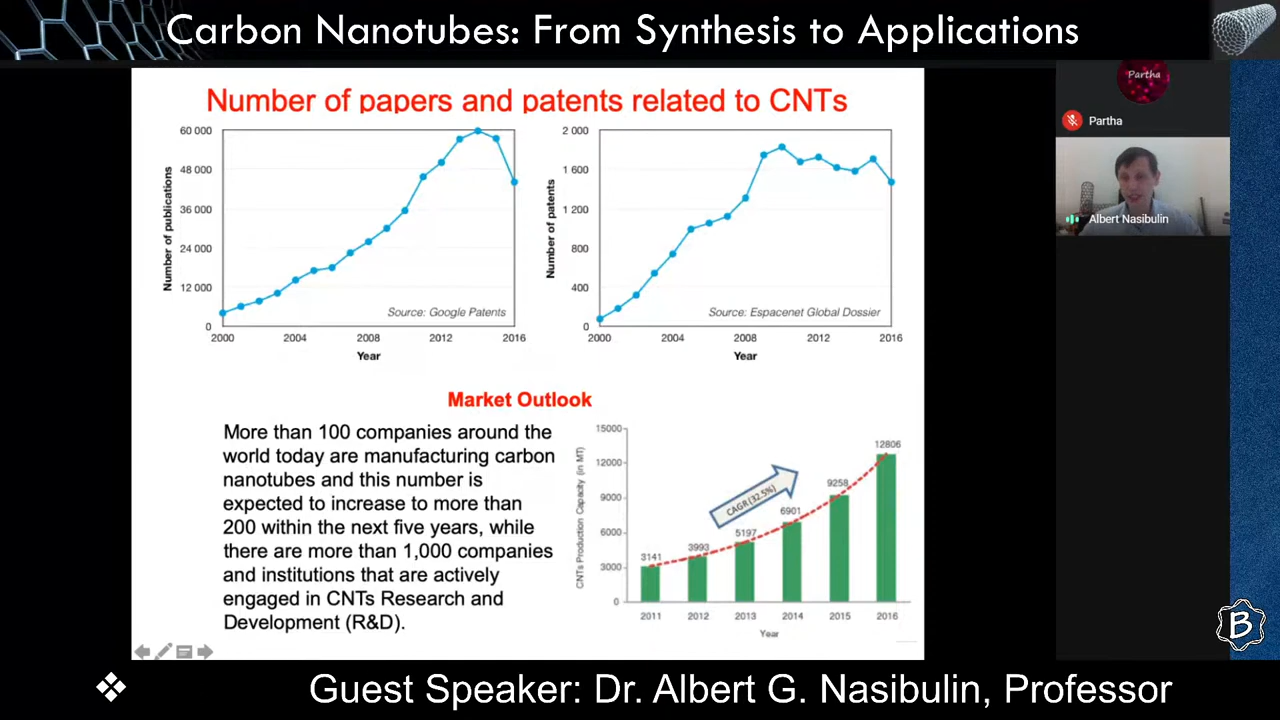 Carbon Nanotubes: From Synthesis to Applications
Partha
Partha
Albert Nasibulin
Number of papers and patents related to CNTs
Number of publications
60 000
48 000
36 000
24 000
12 000
0
Source: Google Patents
2000 2004 2008 2012 2016
Year
Number of patents
2 000
1 600
1 200
800
400
0
Source: Espacenet Global Dossier
2000 2004 2008 2012 2016
Year
Market Outlook
More than 100 companies around the
world today are manufacturing carbon
nanotubes and this number is
expected to increase to more than
200 within the next five years, while
there are more than 1,000 companies
and institutions that are actively
engaged in CNTs Research and
Development (R&D).
CNTs Production Capacity (in MT)
15000
12000
9000
6000
3000
0
CAGR (32.5%)
3141 3993 5197 6901 9258 12806
2011 2012 2013 2014 2015 2016
Year
B
Guest Speaker: Dr. Albert G. Nasibulin, Professor